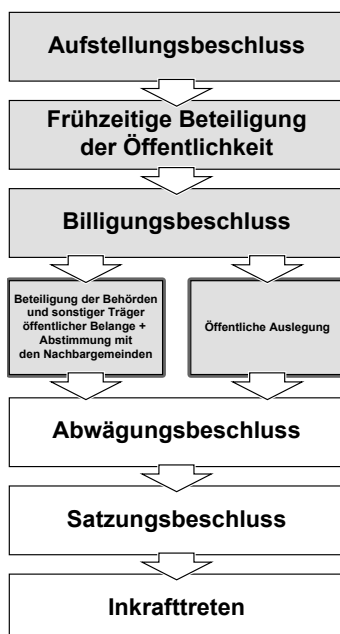 Aufstellungsbeschluss
Frühzeitige Beteiligung
der Öffentlichkeit
Billigungsbeschluss
Beteiligung der Behörden
und sonstiger Träger
öffentlicher Belange +
Abstimmung mit
den Nachbargemeinden
Öffentliche Auslegung
Abwägungsbeschluss
Satzungsbeschluss
Inkrafttreten